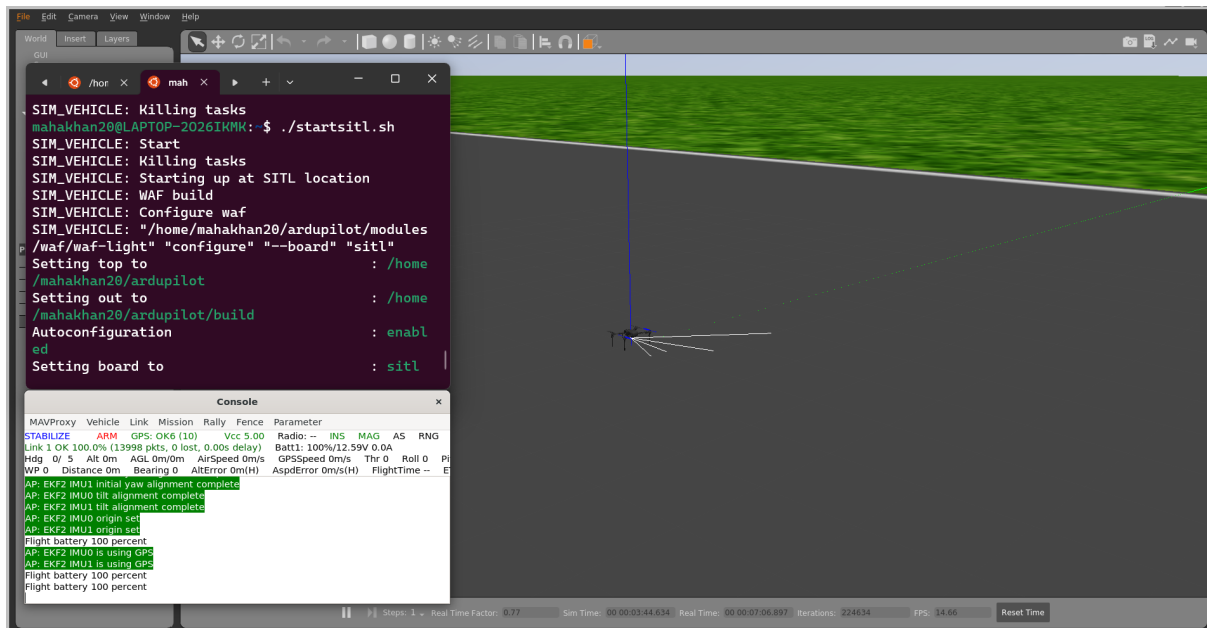 File Edit Camera View Window Help
World Insert Layers
GUI
/hor × mah × + − ×
SIM_VEHICLE: Killing tasks
mahakhan20@LAPTOP-2O26IKMK:~$ ./startsitl.sh
SIM_VEHICLE: Start
SIM_VEHICLE: Killing tasks
SIM_VEHICLE: Starting up at SITL location
SIM_VEHICLE: WAF build
SIM_VEHICLE: Configure waf
SIM_VEHICLE: "/home/mahakhan20/ardupilot/modules
/waf/waf-light" "configure" "--board" "sitl"
Setting top to : /home
/mahakhan20/ardupilot
Setting out to : /home
/mahakhan20/ardupilot/build
Autoconfiguration : enabl
ed
Setting board to : sitl
Console ×
MAVProxy Vehicle Link Mission Rally Fence Parameter
STABILIZE ARM GPS: OK6 (10) Vcc 5.00 Radio: -- INS MAG AS RNG
Link 1 OK 100.0% (13998 pkts, 0 lost, 0.00s delay) Batt1: 100%/12.59V 0.0A
Hdg 0/ 5 Alt 0m AGL 0m/0m AirSpeed 0m/s GPSSpeed 0m/s Thr 0 Roll 0 Pi
WP 0 Distance 0m Bearing 0 AltError 0m(H) AspdError 0m/s(H) FlightTime -- E
AP: EKF2 IMU1 initial yaw alignment complete
AP: EKF2 IMU0 tilt alignment complete
AP: EKF2 IMU1 tilt alignment complete
AP: EKF2 IMU0 origin set
AP: EKF2 IMU1 origin set
Flight battery 100 percent
AP: EKF2 IMU0 is using GPS
AP: EKF2 IMU1 is using GPS
Flight battery 100 percent
Flight battery 100 percent
Steps: 1 Real Time Factor: 0.77 Sim Time: 00 00:03:44.634 Real Time: 00 00:07:06.897 Iterations: 224634 FPS: 14.66 Reset Time